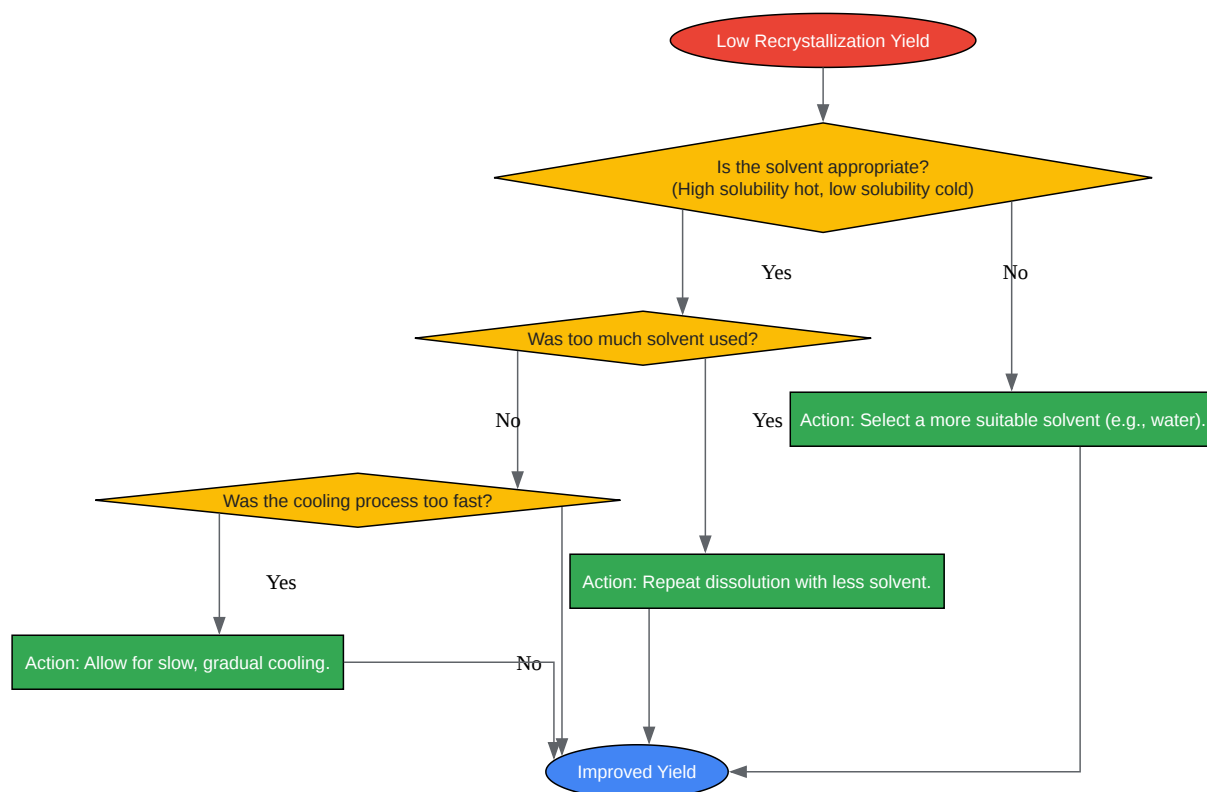 Low Recrystallization Yield
Is the solvent appropriate?
(High solubility hot, low solubility cold)
Yes
No
Was too much solvent used?
No
Yes
Action: Select a more suitable solvent (e.g., water).
Was the cooling process too fast?
Yes
Action: Repeat dissolution with less solvent.
Action: Allow for slow, gradual cooling.
No
Improved Yield